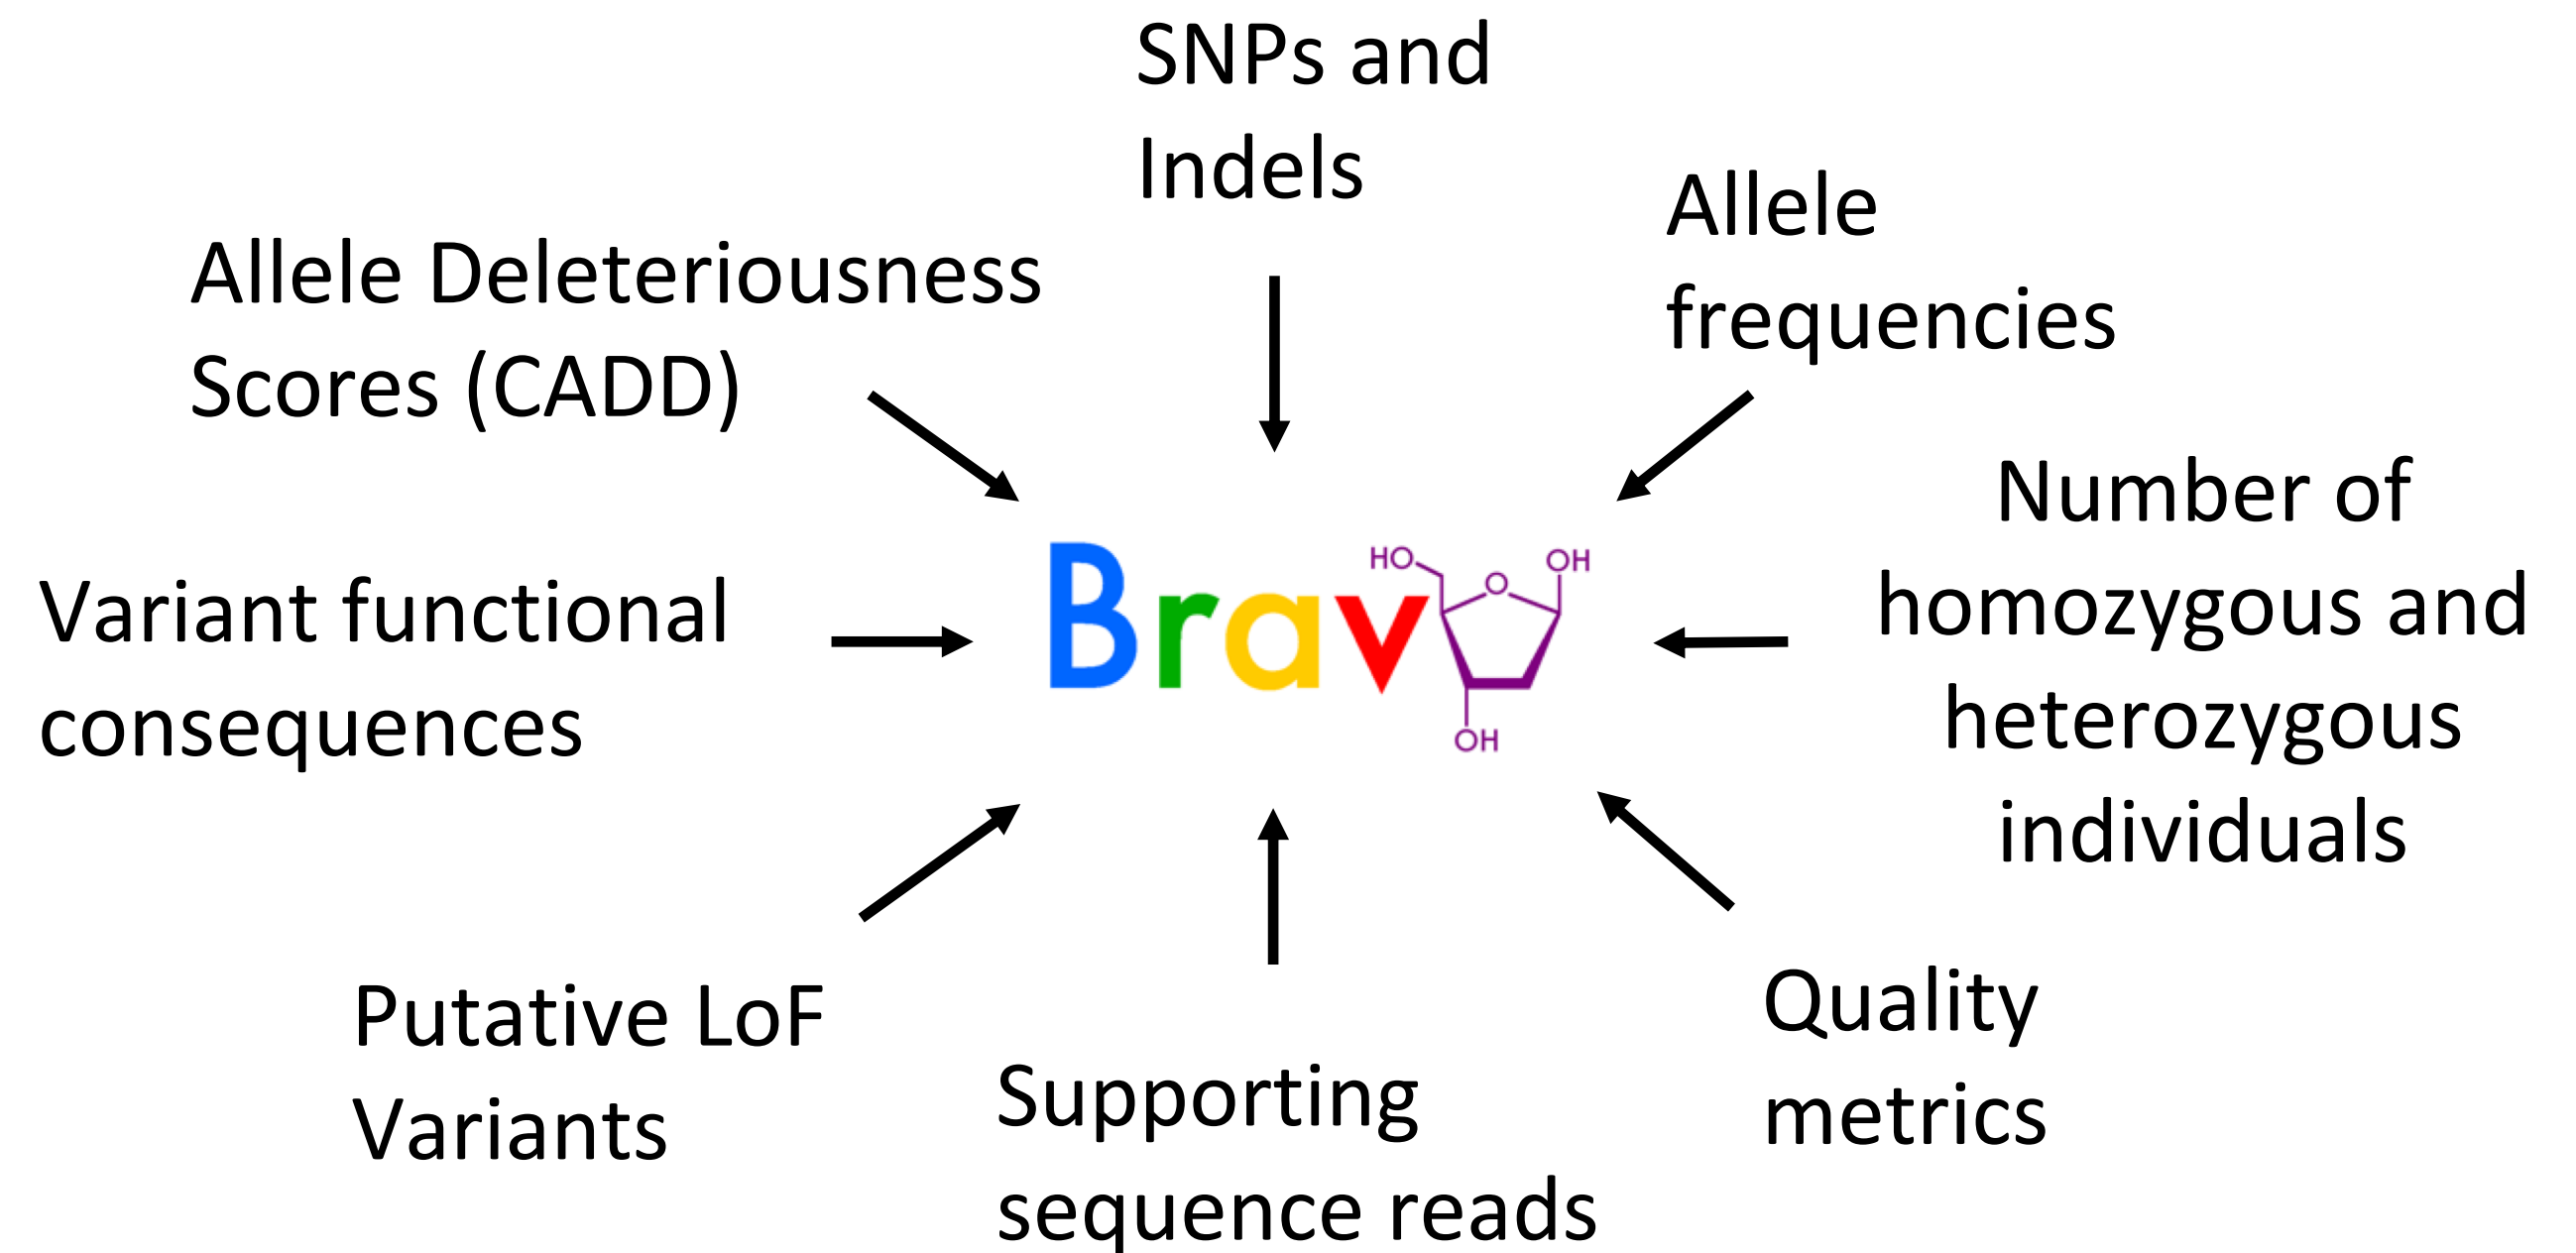 SNPs and
Indels
Allele
frequencies
Allele Deleteriousness
Scores (CADD)
Number of
homozygous and
heterozygous
individuals
Variant functional
consequences
Brav
HO
O
OH
OH
Putative LoF
Variants
Supporting
sequence reads
Quality
metrics